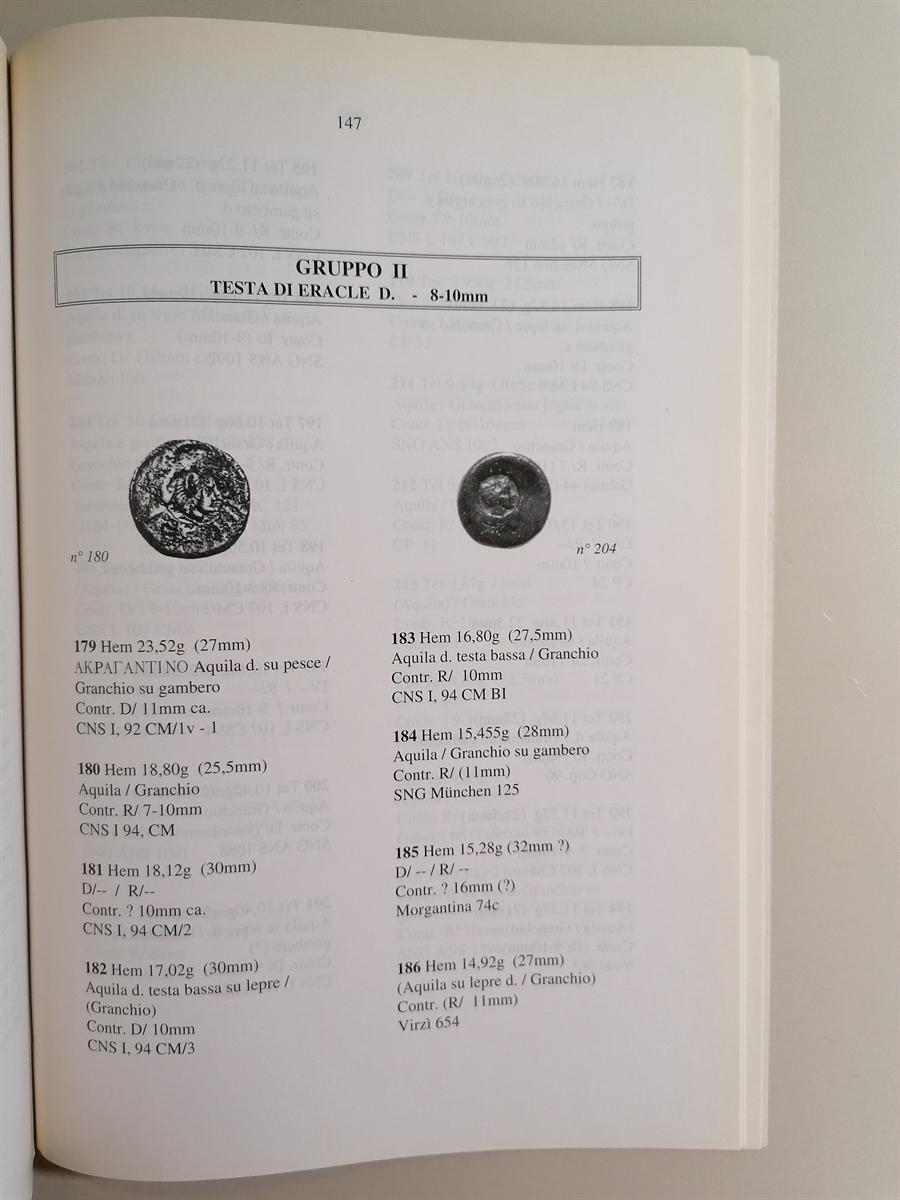 147
GRUPPO II
TESTA DI ERACLE D. - 8-10mm
n° 180
n° 204
179 Hem 23,52g (27mm)
ΑΚΡΑΓΑΝΤΙΝΟ Aquila d. su pesce /
Granchio su gambero
Contr. D/ 11mm ca.
CNS I, 92 CM/1v - 1
180 Hem 18,80g (25,5mm)
Aquila / Granchio
Contr. R/ 7-10mm
CNS I 94, CM
181 Hem 18,12g (30mm)
D/-- / R/--
Contr. ? 10mm ca.
CNS I, 94 CM/2
182 Hem 17,02g (30mm)
Aquila d. testa bassa su lepre /
(Granchio)
Contr. D/ 10mm
CNS I, 94 CM/3
183 Hem 16,80g (27,5mm)
Aquila d. testa bassa / Granchio
Contr. R/ 10mm
CNS I, 94 CM BI
184 Hem 15,455g (28mm)
Aquila / Granchio su gambero
Contr. R/ (11mm)
SNG München 125
185 Hem 15,28g (32mm ?)
D/ -- / R/ --
Contr. ? 16mm (?)
Morgantina 74c
186 Hem 14,92g (27mm)
(Aquila su lepre d. / Granchio)
Contr. (R/ 11mm)
Virzì 654